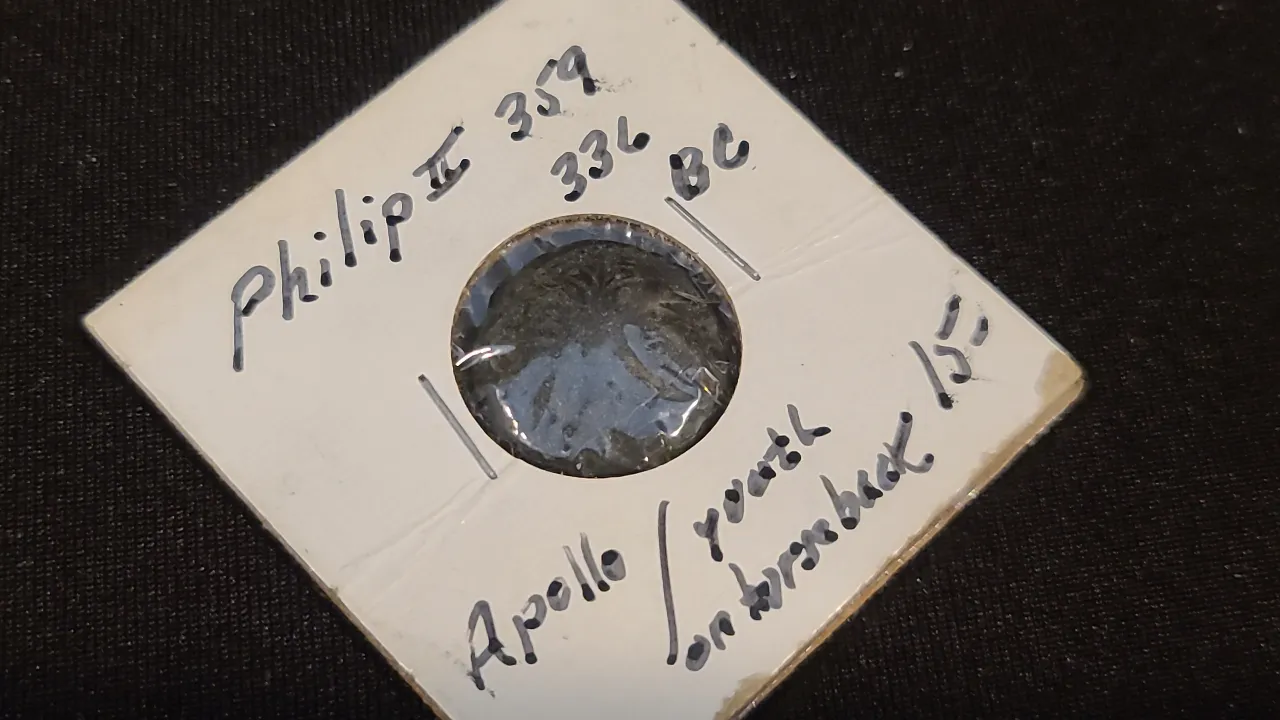 Philip II 359
336 BC
Apollo / youth
on horseback 15-